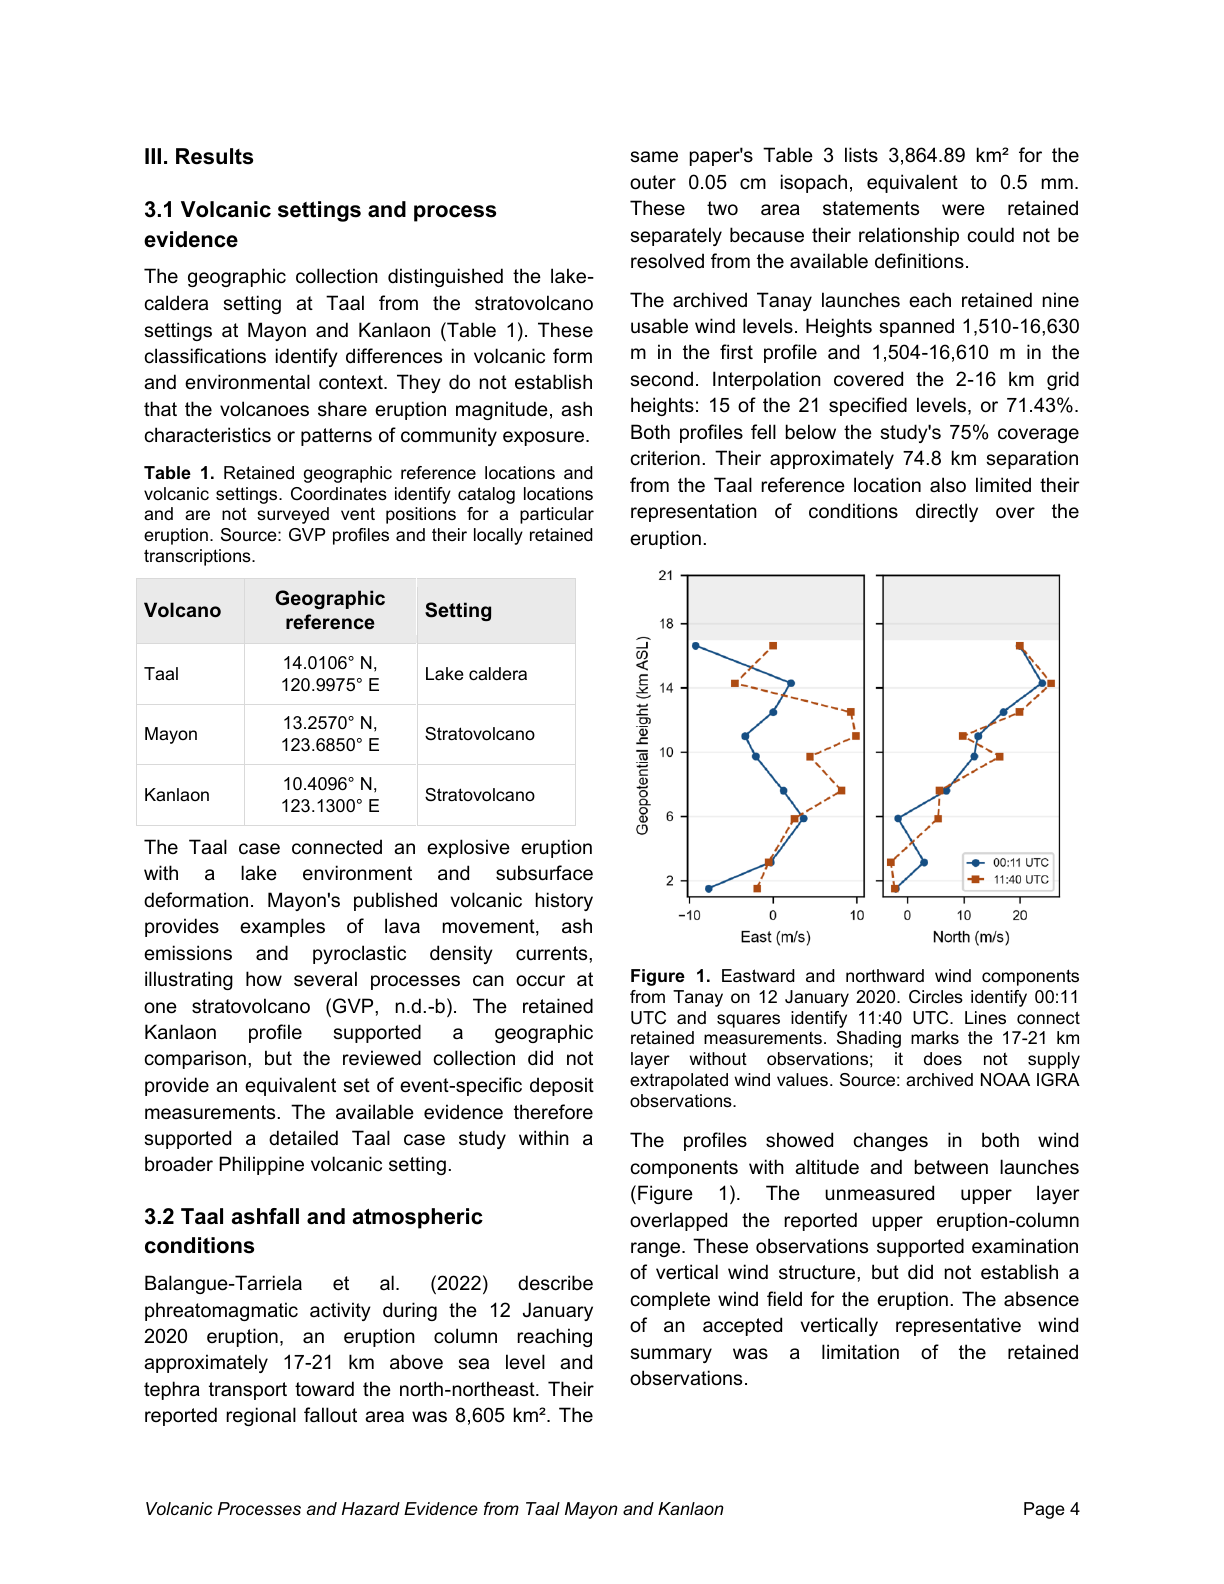 III. Results
3.1 Volcanic settings and process
evidence
The geographic collection distinguished the lake-
caldera setting at Taal from the stratovolcano
settings at Mayon and Kanlaon (Table 1). These
classifications identify differences in volcanic form
and environmental context. They do not establish
that the volcanoes share eruption magnitude, ash
characteristics or patterns of community exposure.
Table 1. Retained geographic reference locations and
volcanic settings. Coordinates identify catalog locations
and are not surveyed vent positions for a particular
eruption. Source: GVP profiles and their locally retained
transcriptions.
Volcano
Geographic
reference
Setting
Taal
14.0106° N,
120.9975° E
Lake caldera
Mayon
13.2570° N,
123.6850° E
Stratovolcano
Kanlaon
10.4096° N,
123.1300° E
Stratovolcano
The Taal case connected an explosive eruption
with a lake environment and subsurface
deformation. Mayon's published volcanic history
provides examples of lava movement, ash
emissions and pyroclastic density currents,
illustrating how several processes can occur at
one stratovolcano (GVP, n.d.-b). The retained
Kanlaon profile supported a geographic
comparison, but the reviewed collection did not
provide an equivalent set of event-specific deposit
measurements. The available evidence therefore
supported a detailed Taal case study within a
broader Philippine volcanic setting.
3.2 Taal ashfall and atmospheric
conditions
Balangue-Tarriela et al. (2022) describe
phreatomagmatic activity during the 12 January
2020 eruption, an eruption column reaching
approximately 17-21 km above sea level and
tephra transport toward the north-northeast. Their
reported regional fallout area was 8,605 km². The
same paper's Table 3 lists 3,864.89 km² for the
outer 0.05 cm isopach, equivalent to 0.5 mm.
These two area statements were retained
separately because their relationship could not be
resolved from the available definitions.
The archived Tanay launches each retained nine
usable wind levels. Heights spanned 1,510-16,630
m in the first profile and 1,504-16,610 m in the
second. Interpolation covered the 2-16 km grid
heights: 15 of the 21 specified levels, or 71.43%.
Both profiles fell below the study's 75% coverage
criterion. Their approximately 74.8 km separation
from the Taal reference location also limited their
representation of conditions directly over the
eruption.
21
18
14
10
6
2
Geopotential height (km ASL)
−10 0 10
East (m/s)
0 10 20
North (m/s)
00:11 UTC
11:40 UTC
Figure 1. Eastward and northward wind components
from Tanay on 12 January 2020. Circles identify 00:11
UTC and squares identify 11:40 UTC. Lines connect
retained measurements. Shading marks the 17-21 km
layer without observations; it does not supply
extrapolated wind values. Source: archived NOAA IGRA
observations.
The profiles showed changes in both wind
components with altitude and between launches
(Figure 1). The unmeasured upper layer
overlapped the reported upper eruption-column
range. These observations supported examination
of vertical wind structure, but did not establish a
complete wind field for the eruption. The absence
of an accepted vertically representative wind
summary was a limitation of the retained
observations.
Volcanic Processes and Hazard Evidence from Taal Mayon and Kanlaon
Page 4